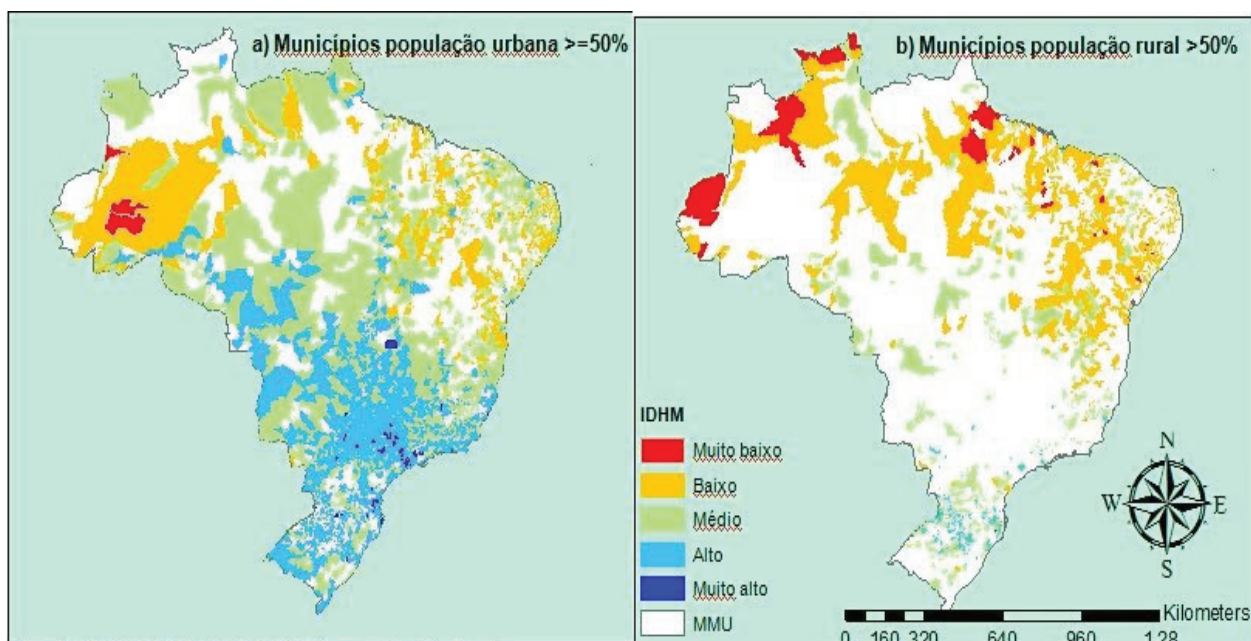 a) Municípios população urbana >=50%
b) Municípios população rural >50%
IDHM
Muito baixo
Baixo
Médio
Alto
Muito alto
MMU
N
W E
S
Kilometers
0 160 320 640 960 128